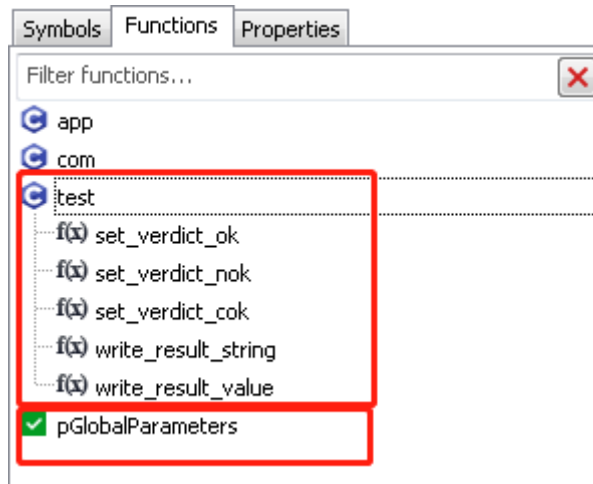 Symbols Functions Properties
Filter functions...
app
com
test
f(x) set_verdict_ok
f(x) set_verdict_nok
f(x) set_verdict_cok
f(x) write_result_string
f(x) write_result_value
pGlobalParameters